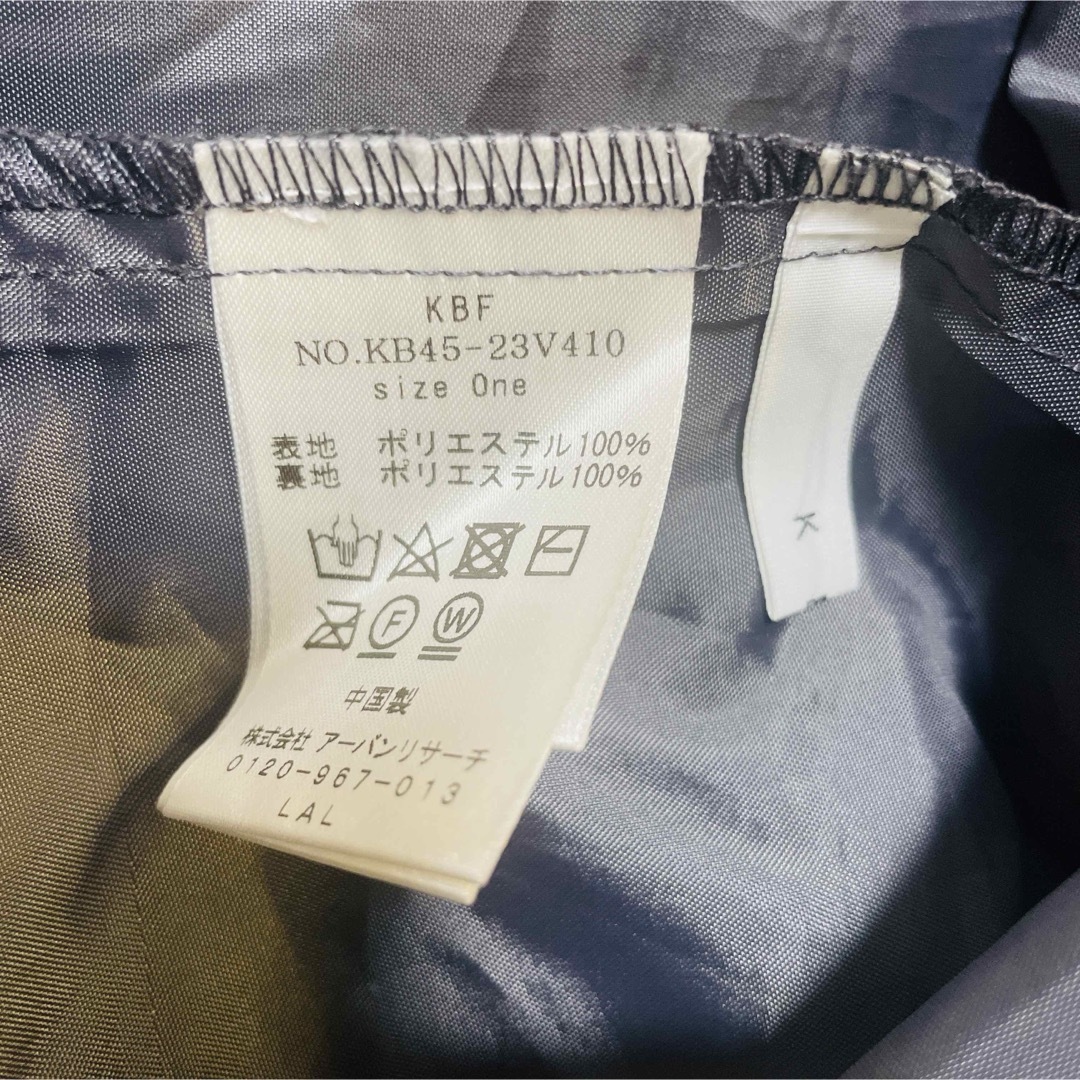 KBF
NO.KB45-23V410
size One
表地 ポリエステル100%
裏地 ポリエステル100%
F W
中国製
株式会社 アーバンリサーチ
0120-967-013
LAL
K